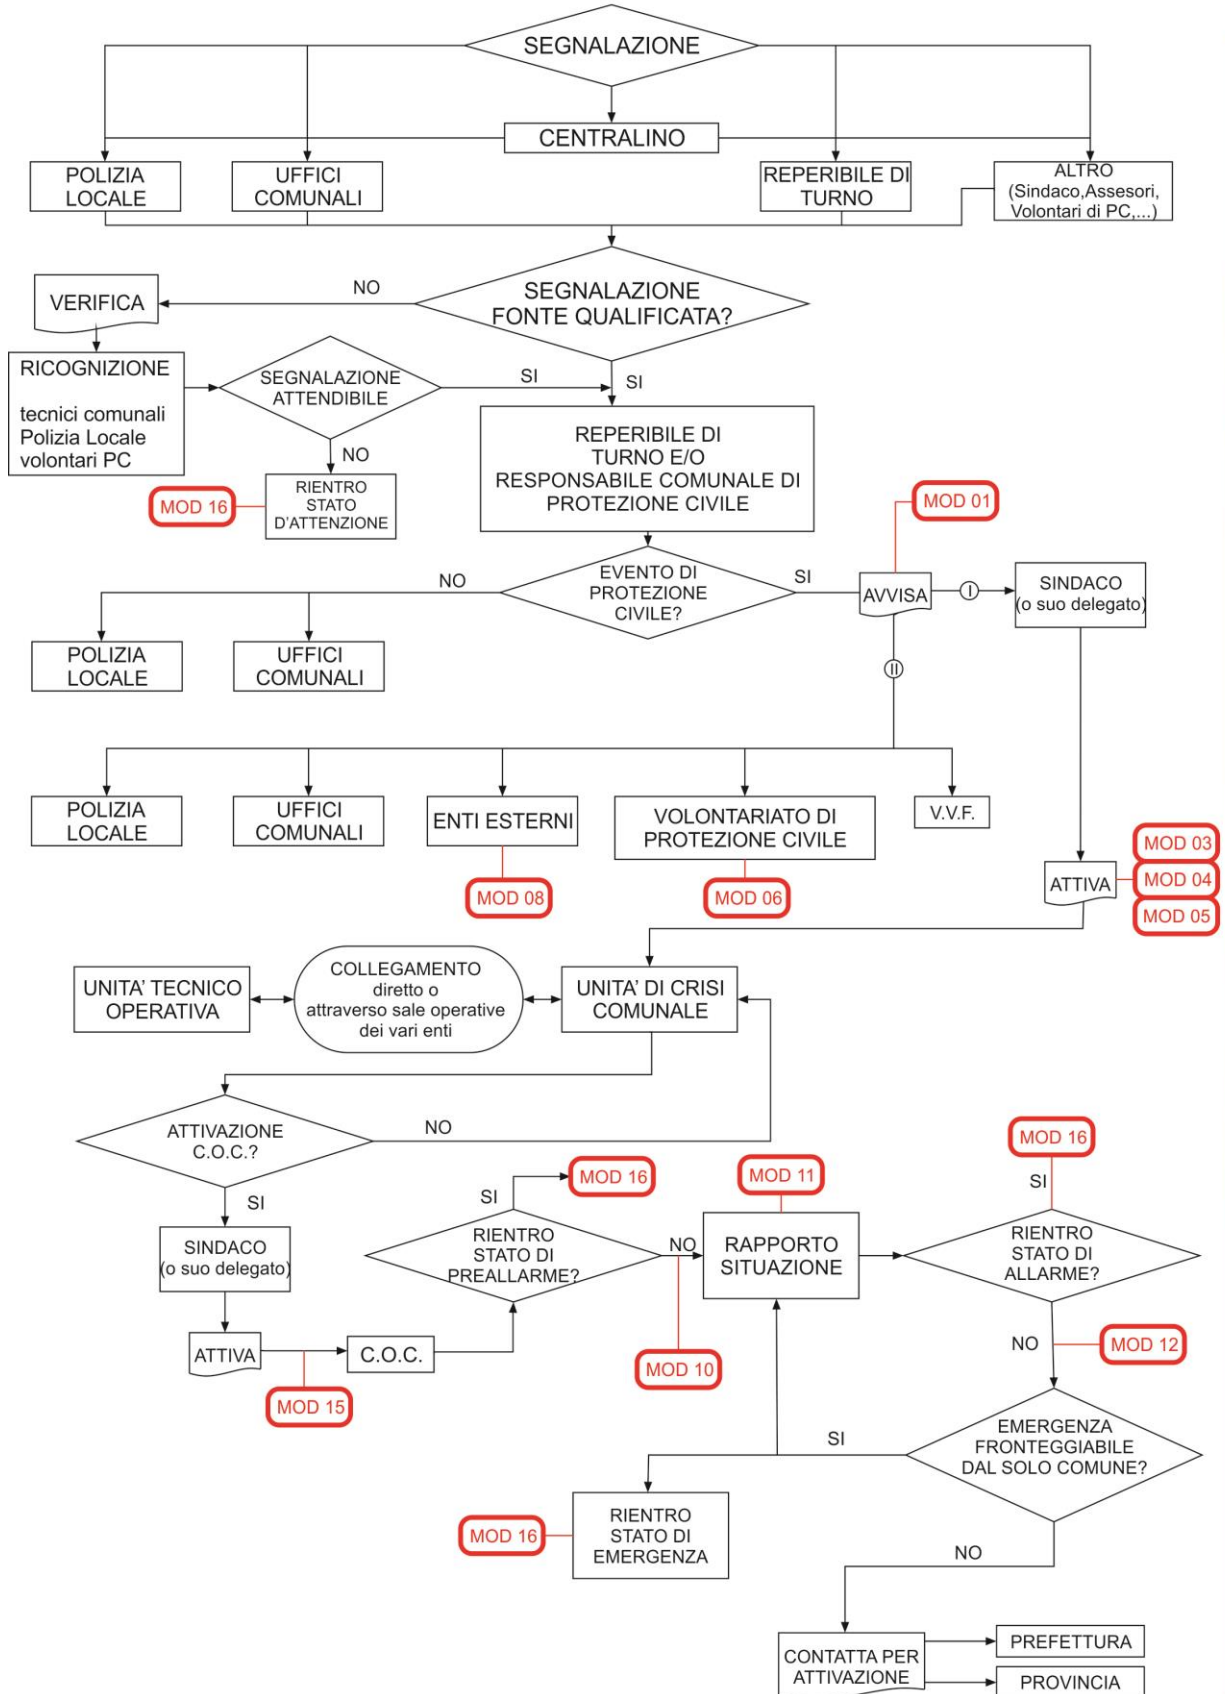 SEGNALAZIONE
CENTRALINO
POLIZIA
LOCALE
UFFICI
COMUNALI
REPERIBILE DI
TURNO
ALTRO
(Sindaco,Assesori,
Volontari di PC,...)
VERIFICA
NO
SEGNALAZIONE
FONTE QUALIFICATA?
RICOGNIZIONE
tecnici comunali
Polizia Locale
volontari PC
SEGNALAZIONE
ATTENDIBILE
SI
SI
NO
MOD 16
RIENTRO
STATO
D'ATTENZIONE
REPERIBILE DI
TURNO E/O
RESPONSABILE COMUNALE DI
PROTEZIONE CIVILE
MOD 01
NO
EVENTO DI
PROTEZIONE
CIVILE?
SI
AVVISA
I
SINDACO
(o suo delegato)
POLIZIA
LOCALE
UFFICI
COMUNALI
II
POLIZIA
LOCALE
UFFICI
COMUNALI
ENTI ESTERNI
VOLONTARIATO DI
PROTEZIONE CIVILE
V.V.F.
MOD 08
MOD 06
ATTIVA
MOD 03
MOD 04
MOD 05
UNITA' TECNICO
OPERATIVA
COLLEGAMENTO
diretto o
attraverso sale operative
dei vari enti
UNITA' DI CRISI
COMUNALE
ATTIVAZIONE
C.O.C.?
NO
SI
SINDACO
(o suo delegato)
ATTIVA
MOD 15
C.O.C.
SI
MOD 16
RIENTRO
STATO DI
PREALLARME?
NO
MOD 10
MOD 11
RAPPORTO
SITUAZIONE
MOD 16
SI
RIENTRO
STATO DI
ALLARME?
NO
MOD 12
EMERGENZA
FRONTEGGIABILE
DAL SOLO COMUNE?
SI
MOD 16
RIENTRO
STATO DI
EMERGENZA
NO
CONTATTA PER
ATTIVAZIONE
PREFETTURA
PROVINCIA